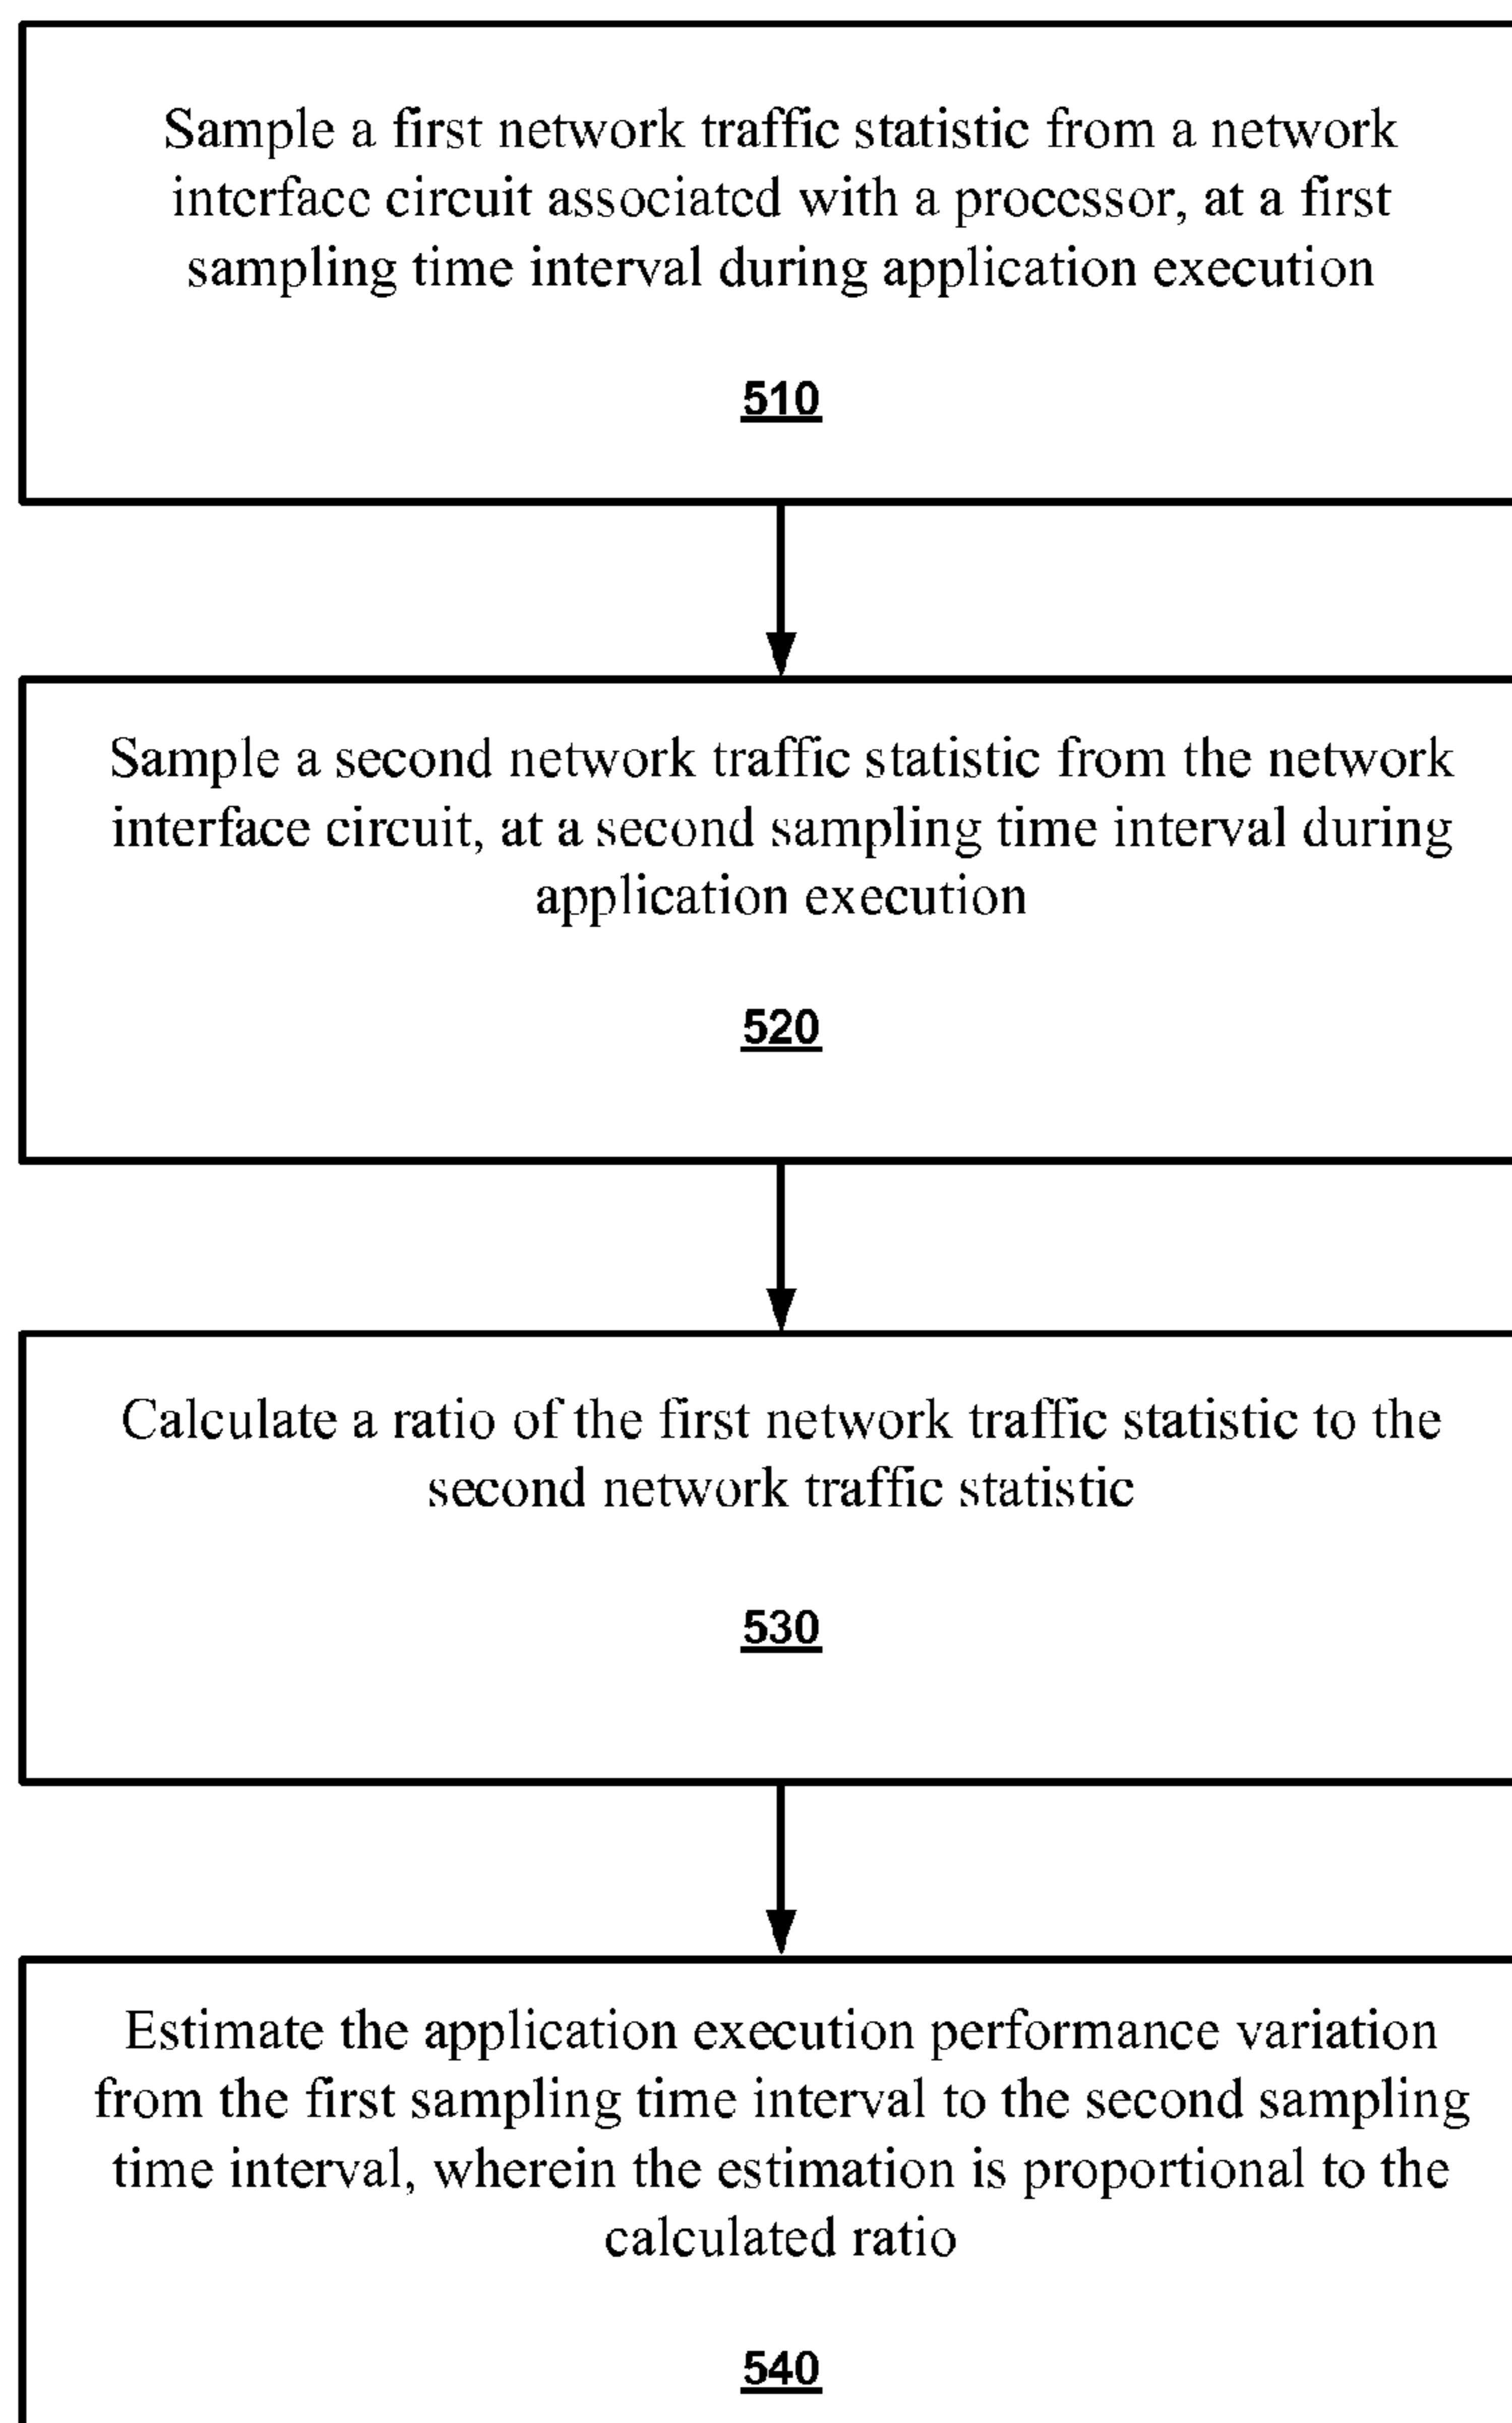 Sample a first network traffic statistic from a network
interface circuit associated with a processor, at a first
sampling time interval during application execution
510
Sample a second network traffic statistic from the network
interface circuit, at a second sampling time interval during
application execution
520
Calculate a ratio of the first network traffic statistic to the
second network traffic statistic
530
Estimate the application execution performance variation
from the first sampling time interval to the second sampling
time interval, wherein the estimation is proportional to the
calculated ratio
540